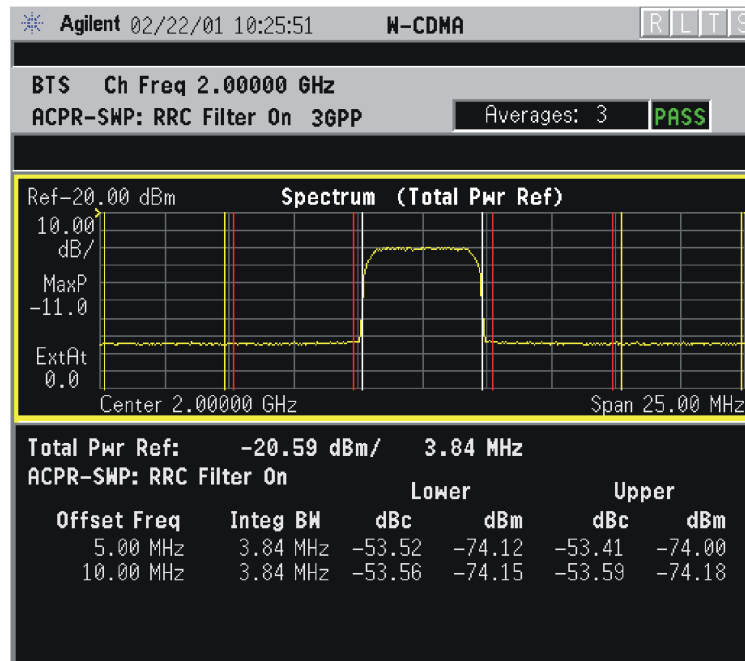 Agilent 02/22/01 10:25:51 W-CDMA R L T S
BTS Ch Freq 2.00000 GHz
ACPR-SWP: RRC Filter On 3GPP Averages: 3 PASS
Ref-20.00 dBm Spectrum (Total Pwr Ref)
10.00
dB/
MaxP
-11.0
ExtAt
0.0
Center 2.00000 GHz Span 25.00 MHz
Total Pwr Ref: -20.59 dBm/ 3.84 MHz
ACPR-SWP: RRC Filter On
Lower Upper
Offset Freq Integ BW dBc dBm dBc dBm
5.00 MHz 3.84 MHz -53.52 -74.12 -53.41 -74.00
10.00 MHz 3.84 MHz -53.56 -74.15 -53.59 -74.18